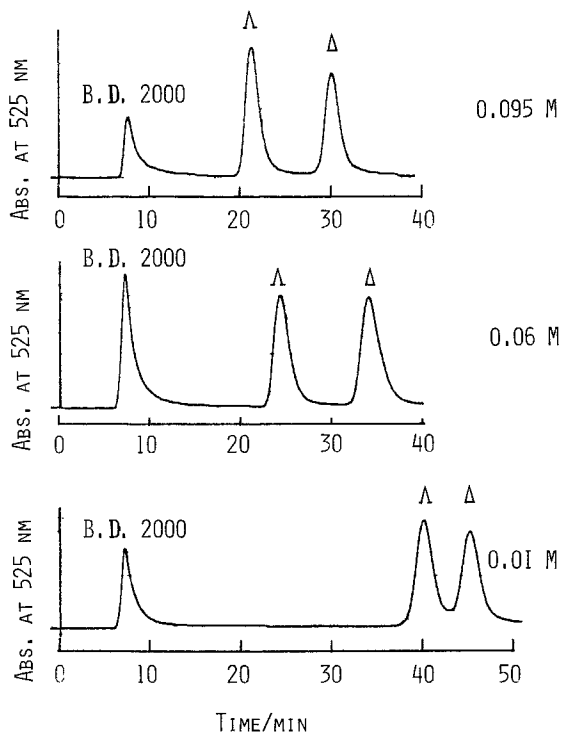 Λ Δ
B.D. 2000
0.095 M
ABS. AT 525 NM
0 10 20 30 40
B.D. 2000
Λ Δ
0.06 M
ABS. AT 525 NM
0 10 20 30 40
Λ Δ
B.D. 2000
0.01 M
ABS. AT 525 NM
0 10 20 30 40 50
TIME/MIN